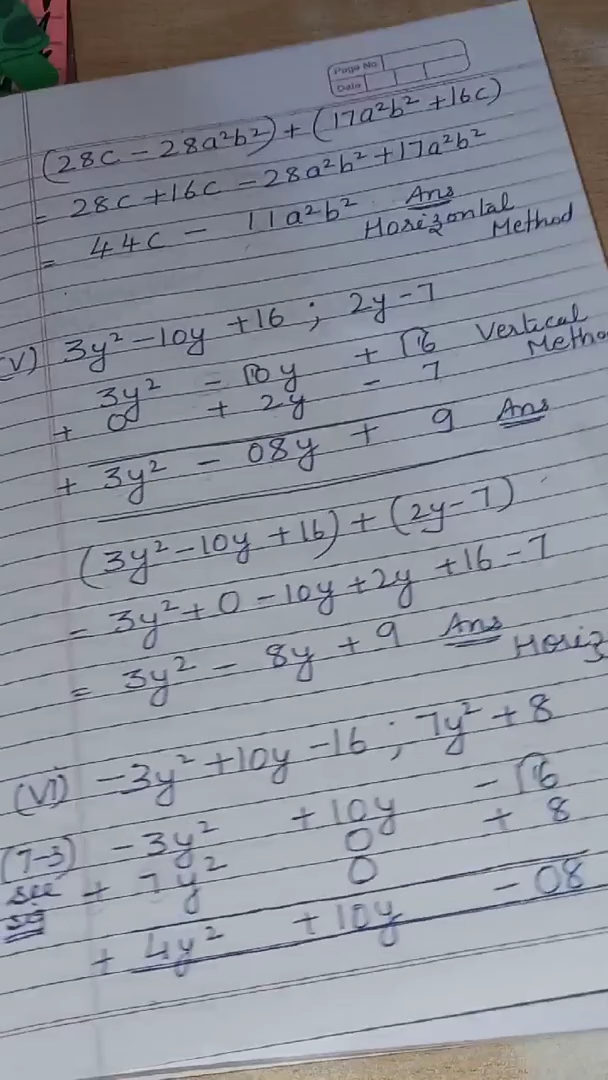 Page No.
Date
(28c - 28a²b²) + (17a²b² + 16c)
= 28c + 16c - 28a²b² + 17a²b²
= 44c - 11a²b² Ans
Horizontal Method
(V) 3y² - 10y + 16 ; 2y - 7
3y² - 10y + 16 Vertical
+ 0 + 2y - 7
+ 3y² - 08y + 9 Ans
(3y² - 10y + 16) + (2y - 7)
= 3y² + 0 - 10y + 2y + 16 - 7
= 3y² - 8y + 9 Ans
(VI) -3y² + 10y - 16 ; 7y² + 8
(7-3) - 3y² + 10y - 16
+ 7y² 0 + 8
0
+ 4y² + 10y - 08